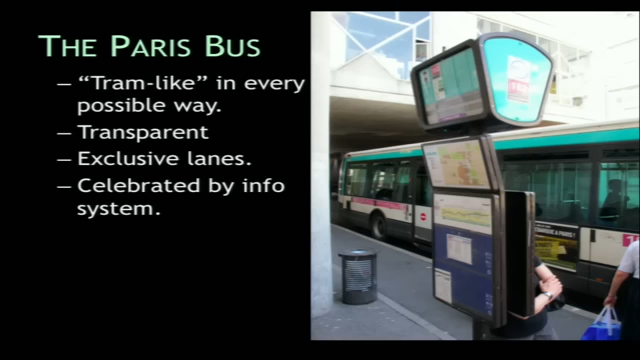 THE PARIS BUS
– “Tram-like” in every
possible way.
– Transparent
– Exclusive lanes.
– Celebrated by info
system.